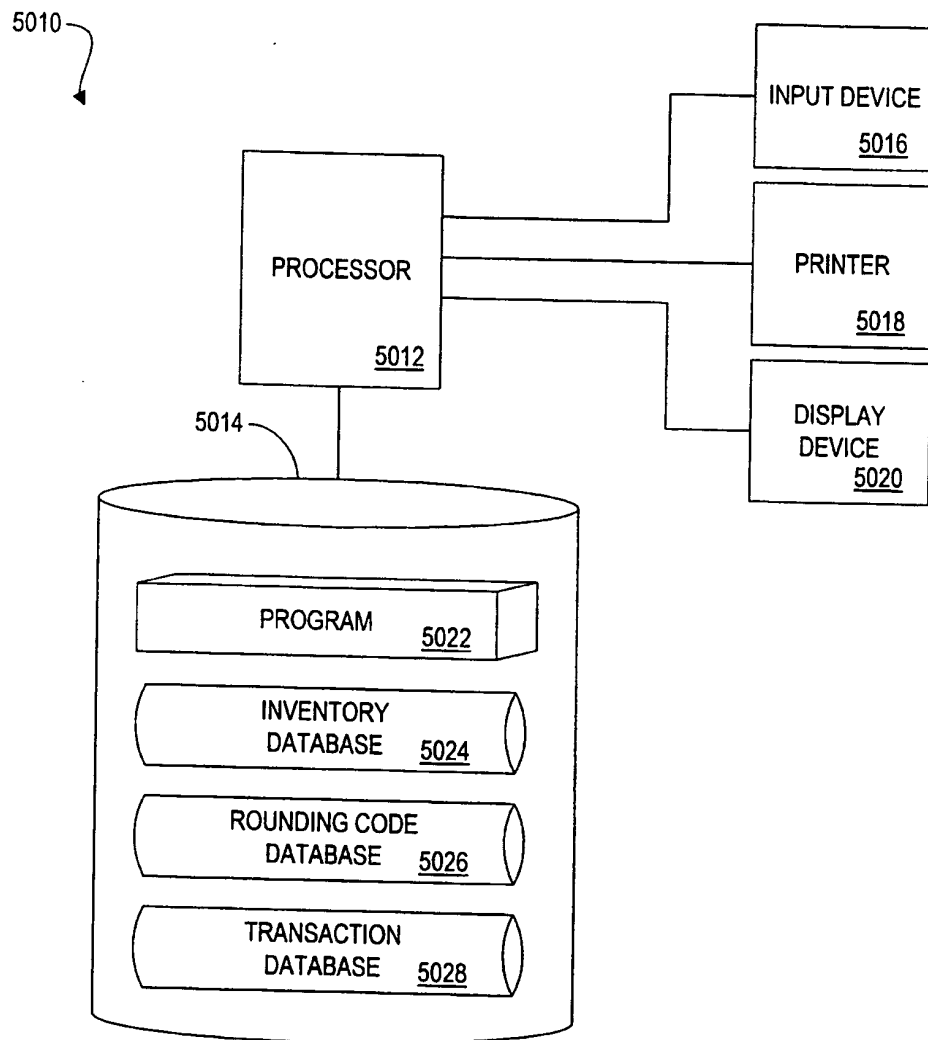 5010
INPUT DEVICE
5016
PROCESSOR
5012
PRINTER
5018
DISPLAY
DEVICE
5020
5014
PROGRAM
5022
INVENTORY
DATABASE
5024
ROUNDING CODE
DATABASE
5026
TRANSACTION
DATABASE
5028